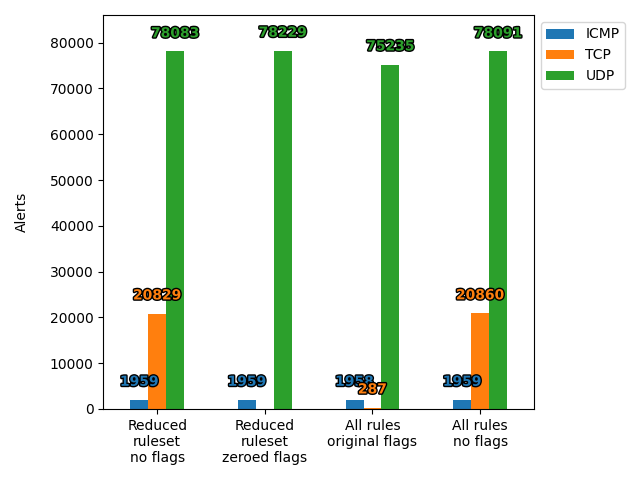 78083
78229
75235
78091
ICMP
TCP
UDP
80000
70000
60000
50000
40000
30000
20000
10000
0
Alerts
20829
20860
1959
1959
1958
287
1959
Reduced
ruleset
no flags
Reduced
ruleset
zeroed flags
All rules
original flags
All rules
no flags